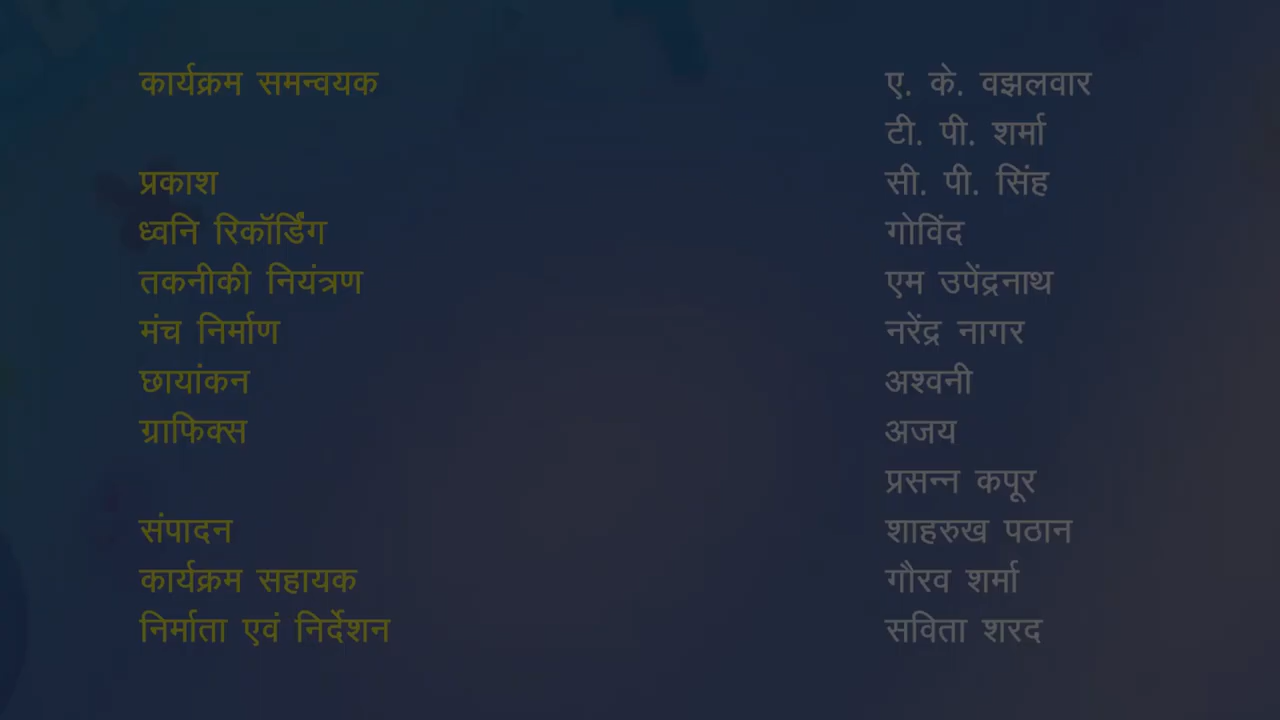 कार्यक्रम समन्वयक ए. के. वझलवार
टी. पी. शर्मा
प्रकाश सी. पी. सिंह
ध्वनि रिकॉर्डिंग गोविंद
तकनीकी नियंत्रण एम उपेंद्रनाथ
मंच निर्माण नरेंद्र नागर
छायांकन अश्वनी
ग्राफिक्स अजय
प्रसन्न कपूर
संपादन शाहरुख पठान
कार्यक्रम सहायक गौरव शर्मा
निर्माता एवं निर्देशन सविता शरद